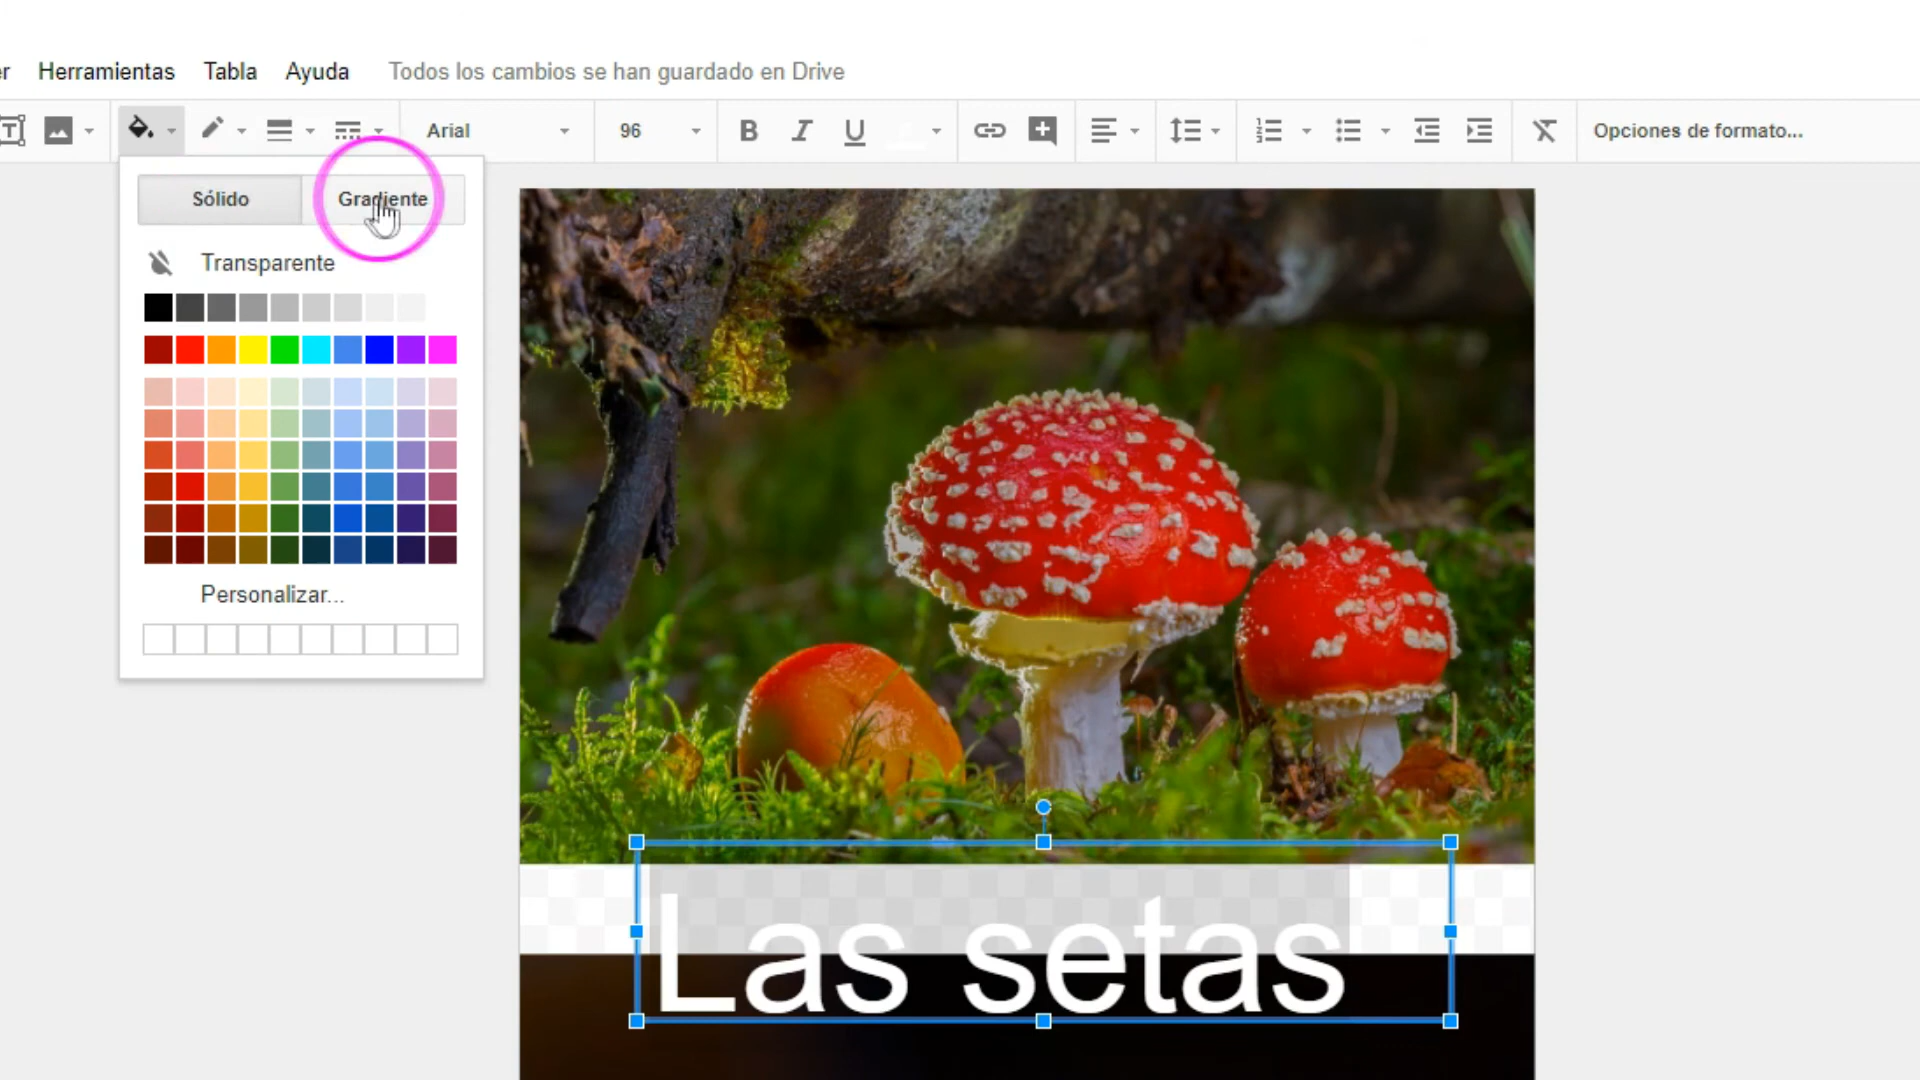 Herramientas Tabla Ayuda Todos los cambios se han guardado en Drive
Arial 96 B I U Opciones de formato...
Sólido Gradiente
Transparente
Personalizar...
Las setas